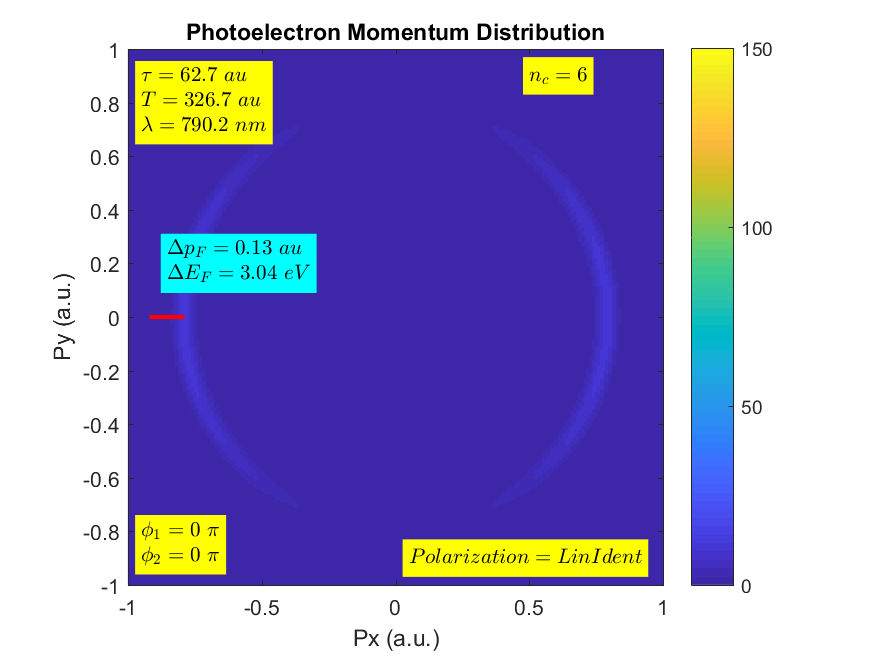 Photoelectron Momentum Distribution
τ = 62.7 au
T = 326.7 au
λ = 790.2 nm
n_c = 6
Δp_F = 0.13 au
ΔE_F = 3.04 eV
ϕ_1 = 0 π
ϕ_2 = 0 π
Polarization = LinIdent
1
0.8
0.6
0.4
0.2
0
-0.2
-0.4
-0.6
-0.8
-1
Py (a.u.)
-1
-0.5
0
0.5
1
Px (a.u.)
150
100
50
0